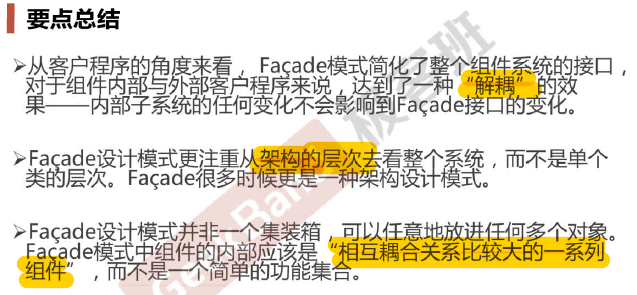 要点总结
➢从客户程序的角度来看， Façade模式简化了整个组件系统的接口，
对于组件内部与外部客户程序来说，达到了一种“解耦”的效
果——内部子系统的任何变化不会影响到Façade接口的变化。
➢Façade设计模式更注重从架构的层次去看整个系统，而不是单个
类的层次。Façade很多时候更是一种架构设计模式。
➢Façade设计模式并非一个集装箱，可以任意地放进任何多个对象。
Façade模式中组件的内部应该是“相互耦合关系比较大的一系列
组件”，而不是一个简单的功能集合。
极客班